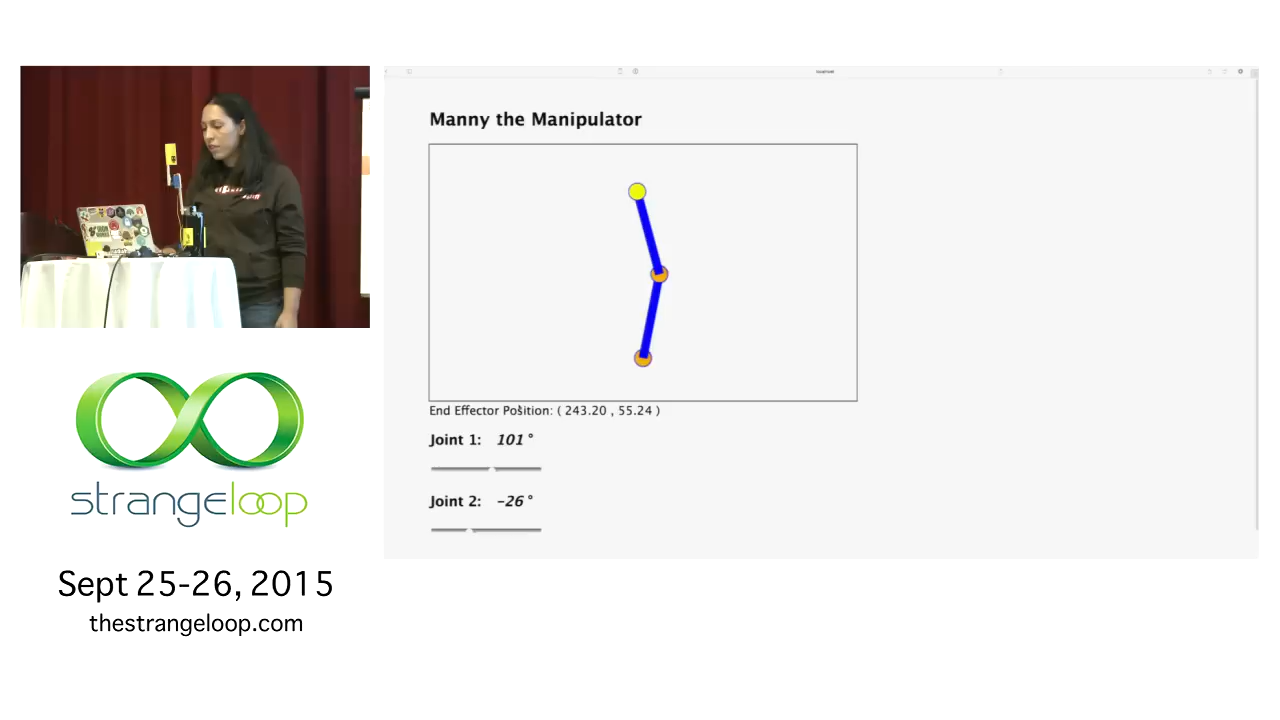 localhost
Manny the Manipulator
End Effector Position: ( 243.20 , 55.24 )
Joint 1: 101 °
Joint 2: -26 °
strangeloop
Sept 25-26, 2015
thestrangeloop.com